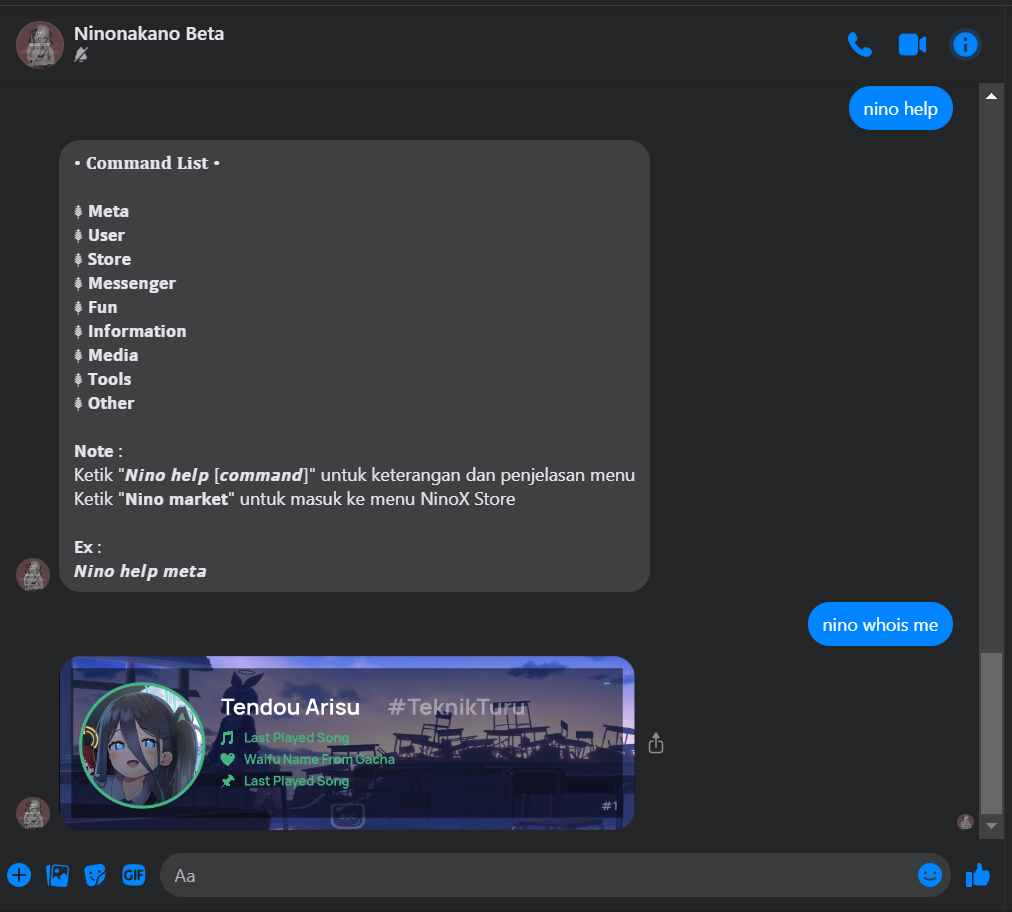 Ninonakano Beta
nino help
• Command List •
Meta
User
Store
Messenger
Fun
Information
Media
Tools
Other
Note :
Ketik "Nino help [command]" untuk keterangan dan penjelasan menu
Ketik "Nino market" untuk masuk ke menu NinoX Store
Ex :
Nino help meta
nino whois me
Tendou Arisu #TeknikTuru
Last Played Song
Waifu Name From Gacha
Last Played Song
#1
GIF
Aa